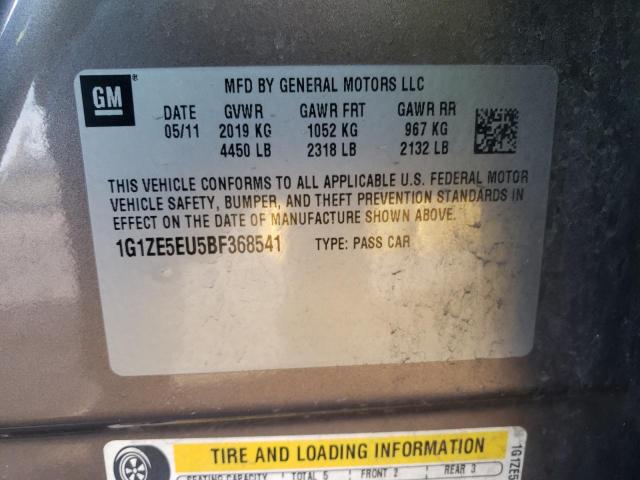 GM
MFD BY GENERAL MOTORS LLC
DATE GVWR GAWR FRT GAWR RR
05/11 2019 KG 1052 KG 967 KG
4450 LB 2318 LB 2132 LB
THIS VEHICLE CONFORMS TO ALL APPLICABLE U.S. FEDERAL MOTOR
VEHICLE SAFETY, BUMPER, AND THEFT PREVENTION STANDARDS IN
EFFECT ON THE DATE OF MANUFACTURE SHOWN ABOVE.
1G1ZE5EU5BF368541 TYPE: PASS CAR
TIRE AND LOADING INFORMATION
SEATING CAPACITY TOTAL 5 FRONT 2 REAR 3
1G1ZE5